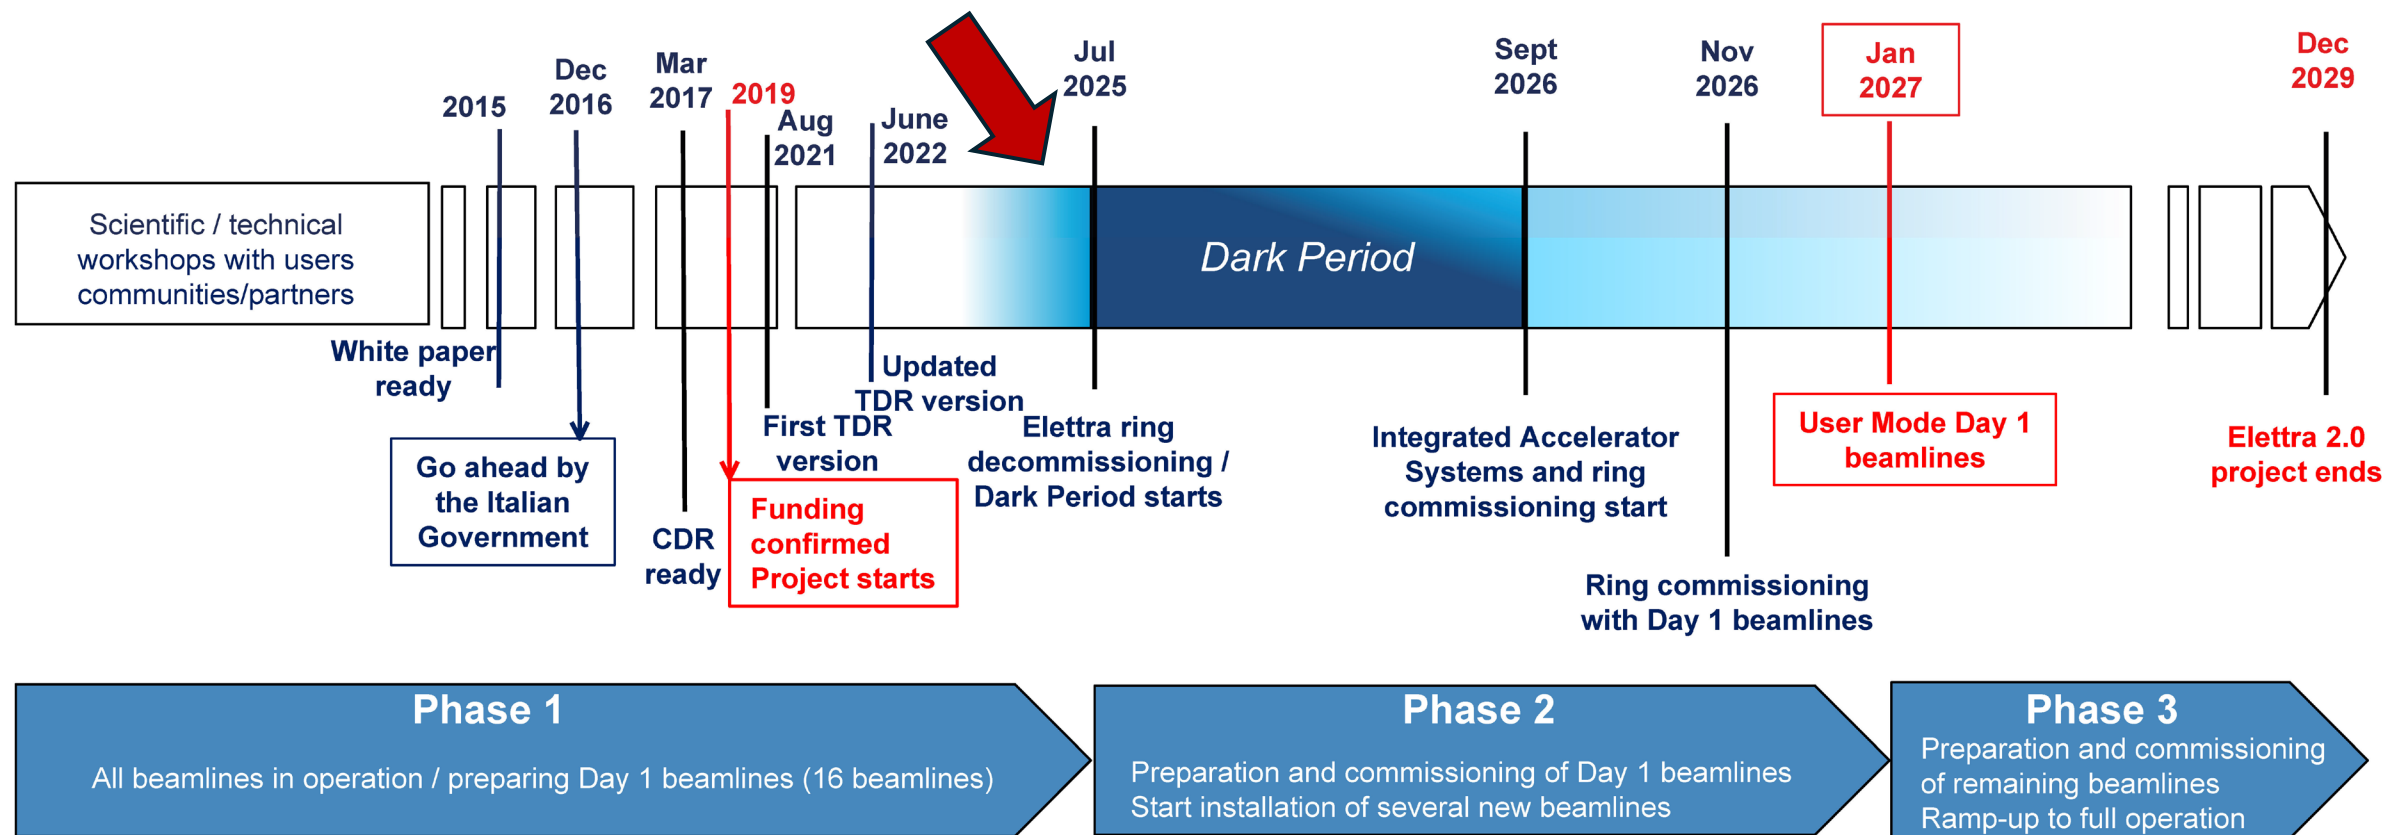 2015
Dec
2016
Mar
2017
2019
Aug
2021
June
2022
Jul
2025
Sept
2026
Nov
2026
Jan
2027
Dec
2029
Scientific / technical
workshops with users
communities/partners
Dark Period
White paper
ready
Go ahead by
the Italian
Government
CDR
ready
Funding
confirmed
Project starts
First TDR
version
Updated
TDR version
Elettra ring
decommissioning /
Dark Period starts
Integrated Accelerator
Systems and ring
commissioning start
Ring commissioning
with Day 1 beamlines
User Mode Day 1
beamlines
Elettra 2.0
project ends
Phase 1
All beamlines in operation / preparing Day 1 beamlines (16 beamlines)
Phase 2
Preparation and commissioning of Day 1 beamlines
Start installation of several new beamlines
Phase 3
Preparation and commissioning
of remaining beamlines
Ramp-up to full operation